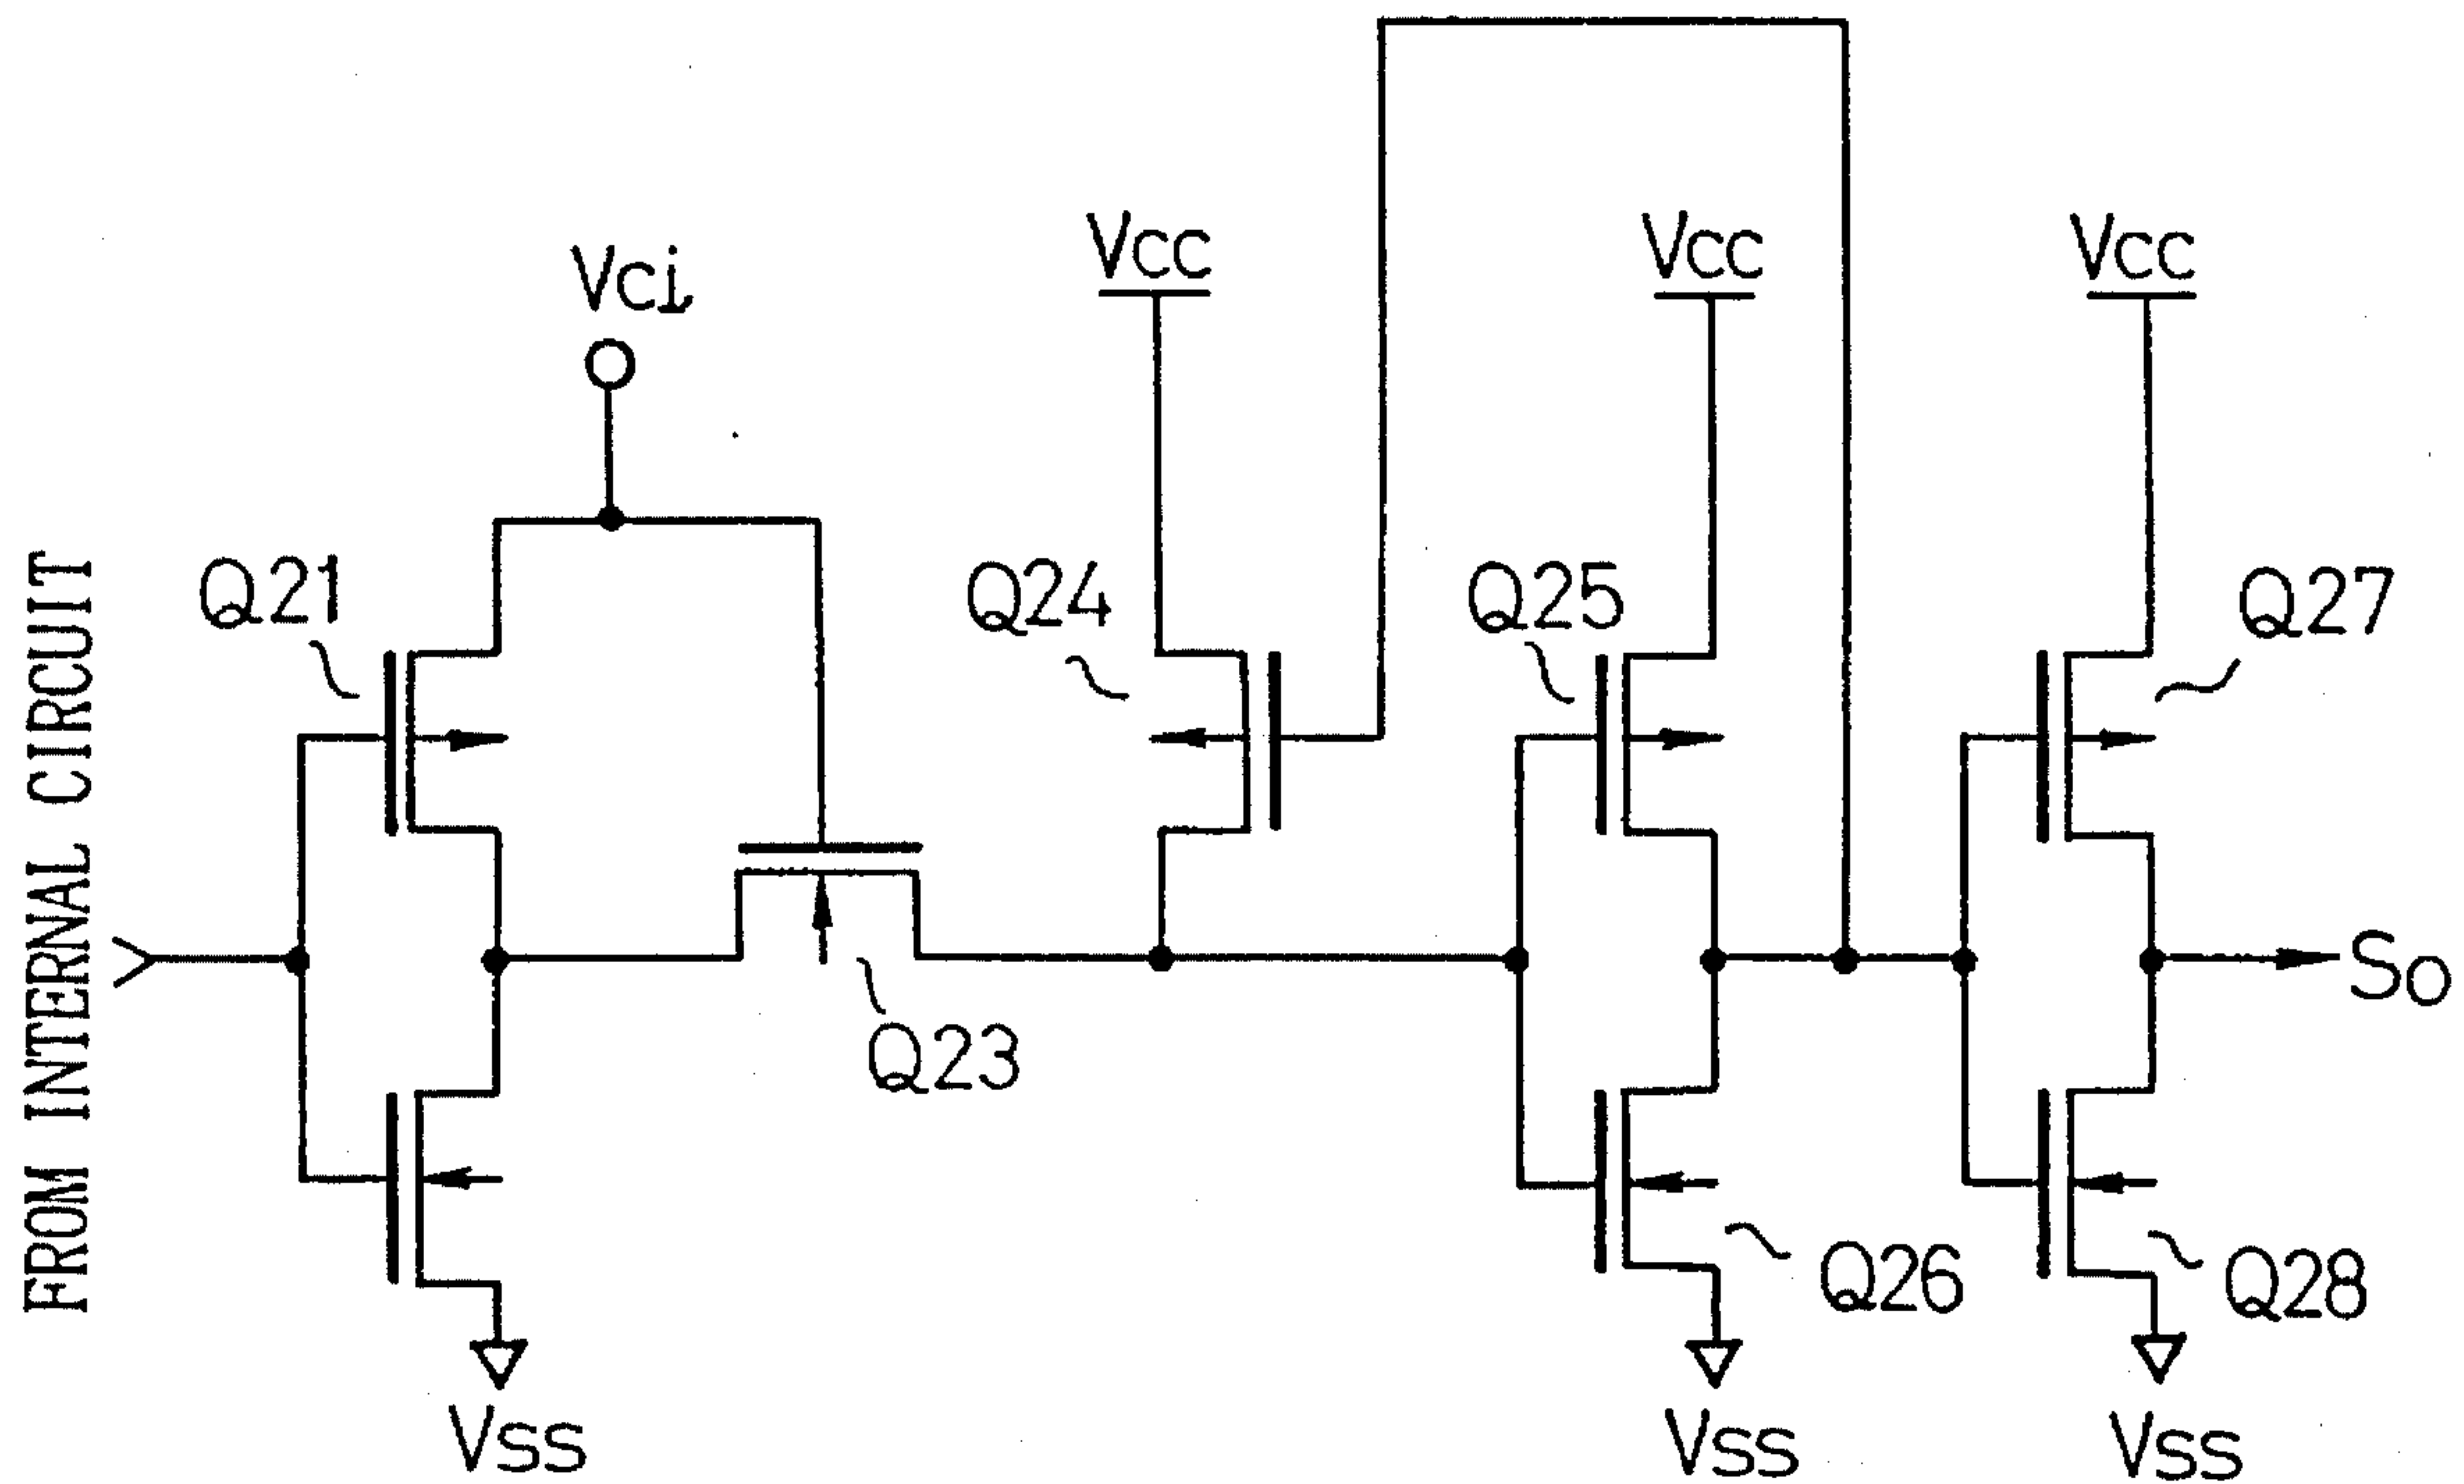 FROM INTERNAL CIRCUIT
Vci
Vcc
Vcc
Vcc
Q21
Q24
Q25
Q27
Q23
So
Q26
Q28
Vss
Vss
Vss